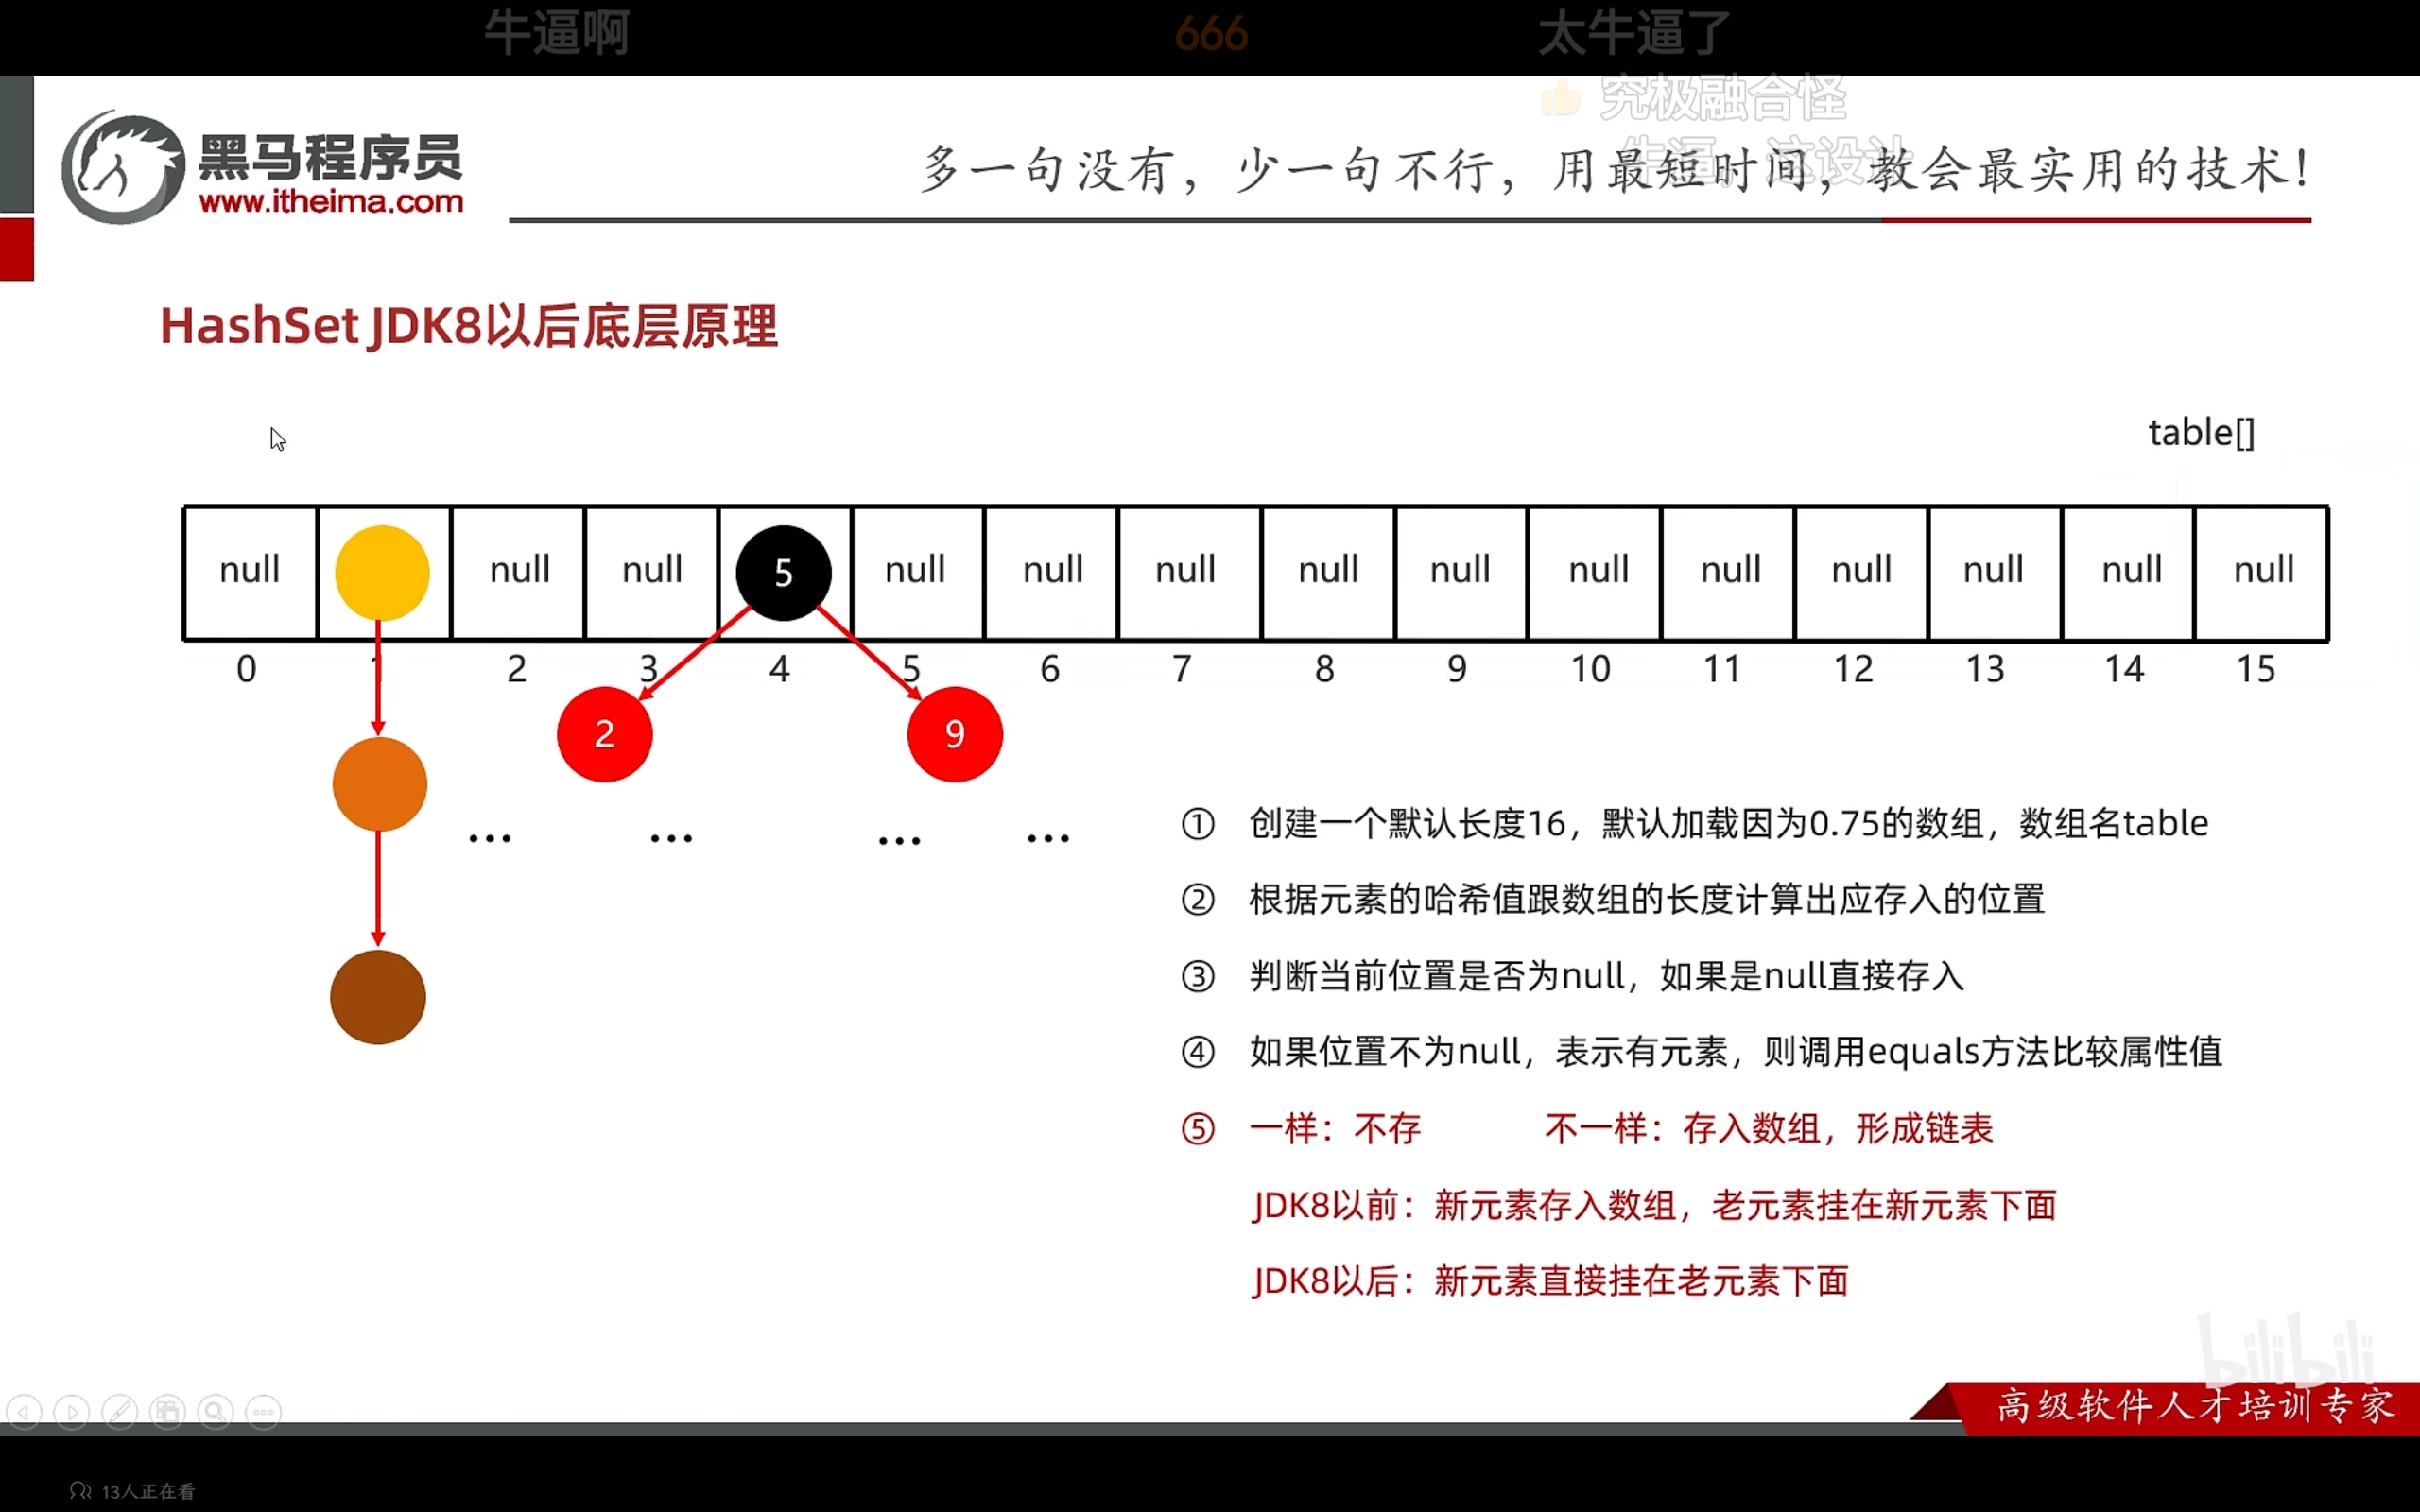 牛逼啊 666 太牛逼了
究极融合怪
牛逼，这设计
黑马程序员
www.itheima.com
多一句没有，少一句不行，用最短时间，教会最实用的技术！
HashSet JDK8以后底层原理
table[]
null null null 5 null null null null null null null null null null null
0 1 2 3 4 5 6 7 8 9 10 11 12 13 14 15
2 9
... ... ... ...
① 创建一个默认长度16，默认加载因为0.75的数组，数组名table
② 根据元素的哈希值跟数组的长度计算出应存入的位置
③ 判断当前位置是否为null，如果是null直接存入
④ 如果位置不为null，表示有元素，则调用equals方法比较属性值
⑤ 一样：不存 不一样：存入数组，形成链表
JDK8以前：新元素存入数组，老元素挂在新元素下面
JDK8以后：新元素直接挂在老元素下面
bilibili
高级软件人才培训专家
13人正在看